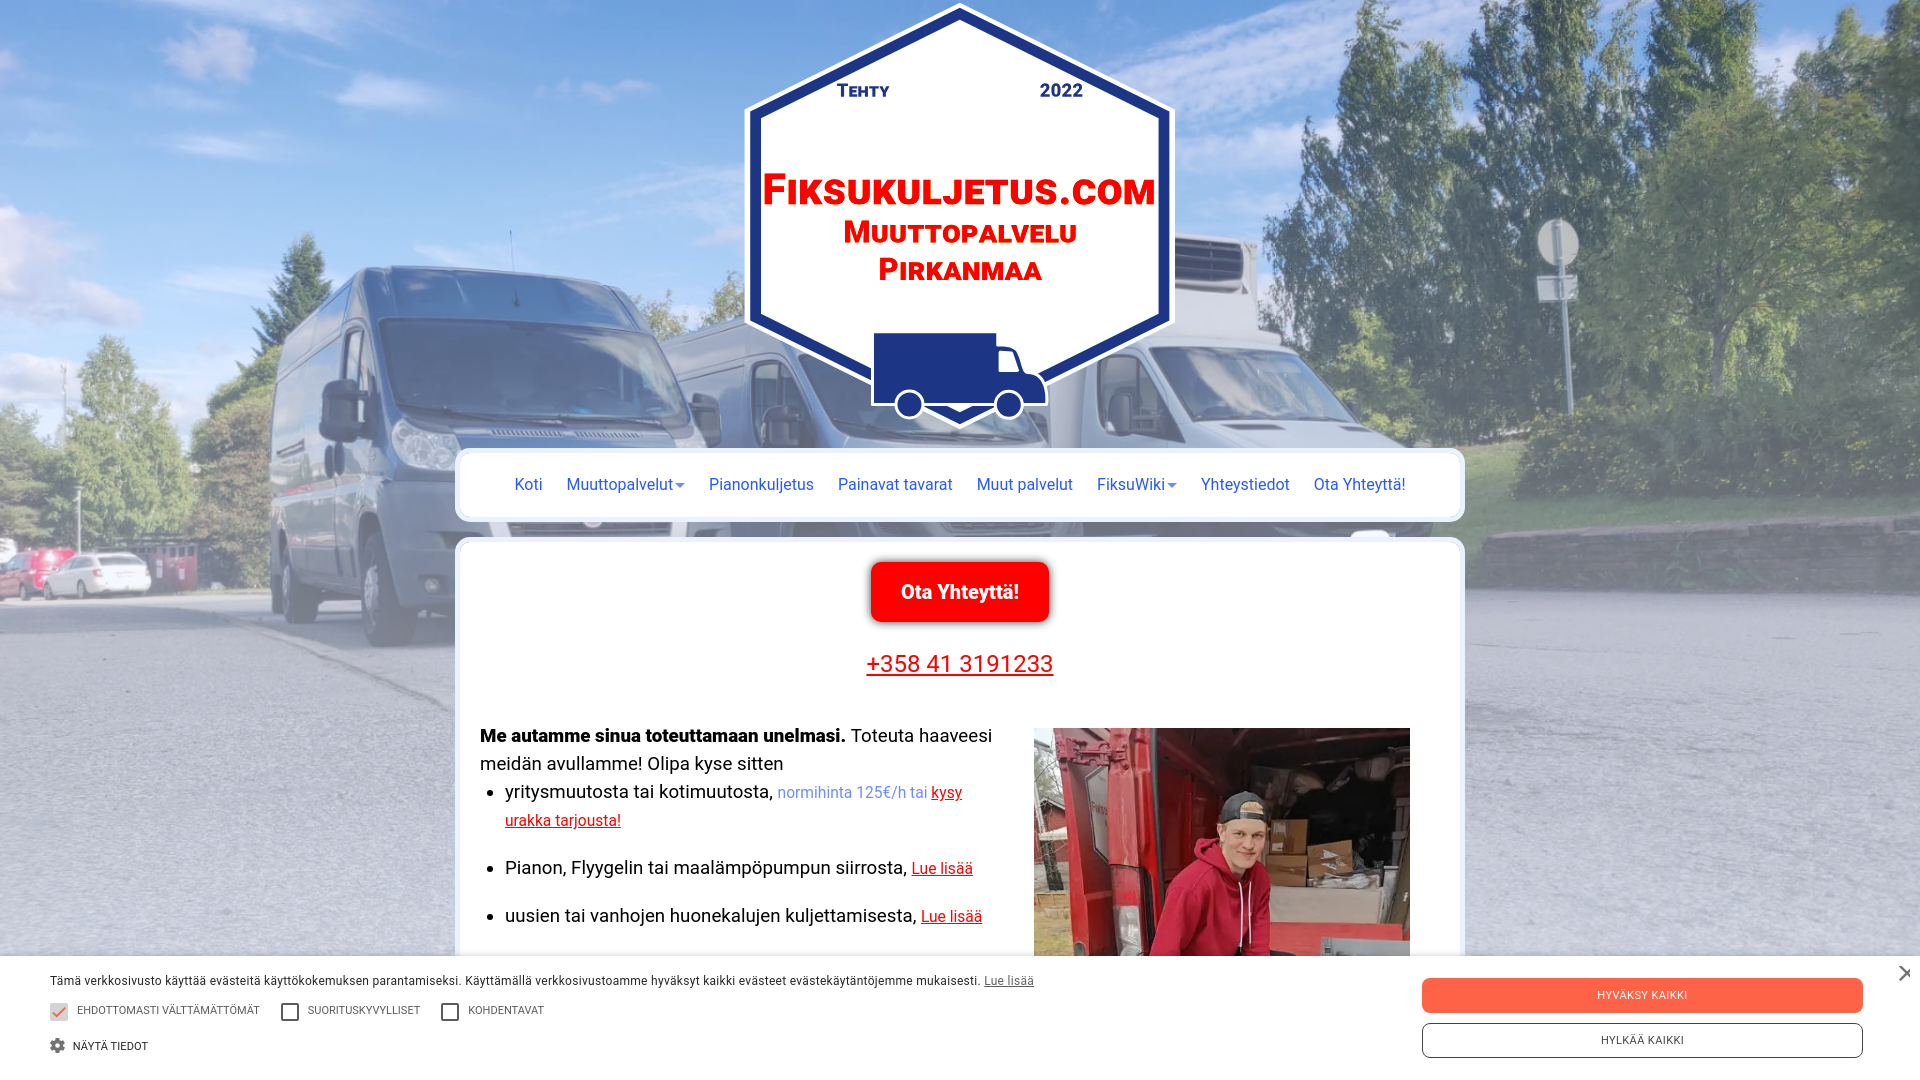 TEHTY 2022
FIKSUKULJETUS.COM
MUUTTOPALVELU
PIRKANMAA
Koti Muuttopalvelut Pianonkuljetus Painavat tavarat Muut palvelut FiksuWiki Yhteystiedot Ota Yhteyttä!
Ota Yhteyttä!
+358 41 3191233
Me autamme sinua toteuttamaan unelmasi. Toteuta haaveesi
meidän avullamme! Olipa kyse sitten
yritysmuutosta tai kotimuutosta, normihinta 125€/h tai kysy
urakka tarjousta!
Pianon, Flyygelin tai maalämpöpumpun siirrosta, Lue lisää
uusien tai vanhojen huonekalujen kuljettamisesta, Lue lisää
Tämä verkkosivusto käyttää evästeitä käyttökokemuksen parantamiseksi. Käyttämällä verkkosivustoamme hyväksyt kaikki evästeet evästekäytäntöjemme mukaisesti. Lue lisää
EHDOTTOMASTI VÄLTTÄMÄTTÖMÄT SUORITUSKYVYLLISET KOHDENTAVAT
NÄYTÄ TIEDOT
HYVÄKSY KAIKKI
HYLKÄÄ KAIKKI